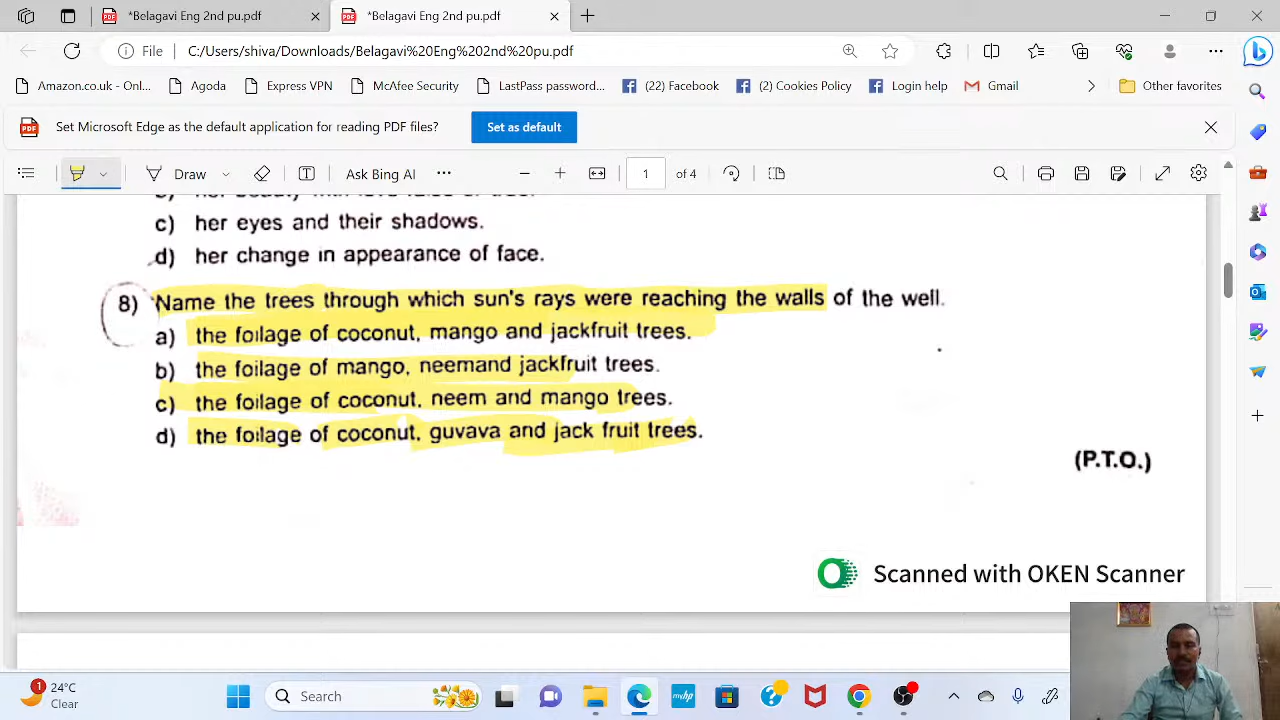 *Belagavi Eng 2nd pu.pdf
*Belagavi Eng 2nd pu.pdf
File
C:/Users/shiva/Downloads/Belagavi%20Eng%202nd%20pu.pdf
Amazon.co.uk - Onl...
Agoda
Express VPN
McAfee Security
LastPass password...
(22) Facebook
(2) Cookies Policy
Login help
Gmail
Other favorites
Set Microsoft Edge as the default application for reading PDF files?
Set as default
Draw
Ask Bing AI
1
of 4
c) her eyes and their shadows.
d) her change in appearance of face.
8) Name the trees through which sun's rays were reaching the walls of the well.
a) the foilage of coconut, mango and jackfruit trees.
b) the foilage of mango, neemand jackfruit trees.
c) the foilage of coconut, neem and mango trees.
d) the foilage of coconut, guvava and jack fruit trees.
(P.T.O.)
Scanned with OKEN Scanner
1
24°C
Clear
Search
myhp